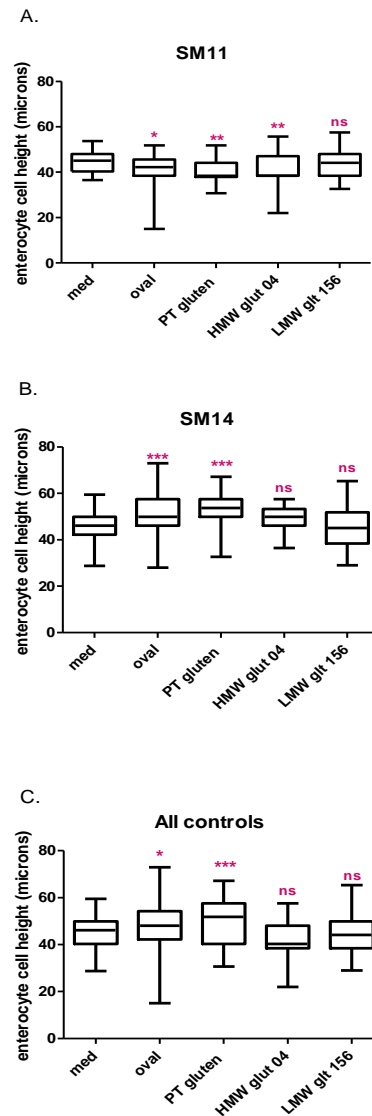 A.
SM11
enterocyte cell height (microns)
80
60
40
20
0
* ** ** ns
med oval PT gluten HMW glut 04 LMW glt 156
B.
SM14
enterocyte cell height (microns)
80
60
40
20
0
*** *** ns ns
med oval PT gluten HMW glut 04 LMW glt 156
C.
All controls
enterocyte cell height (microns)
80
60
40
20
0
* *** ns ns
med oval PT gluten HMW glut 04 LMW glt 156